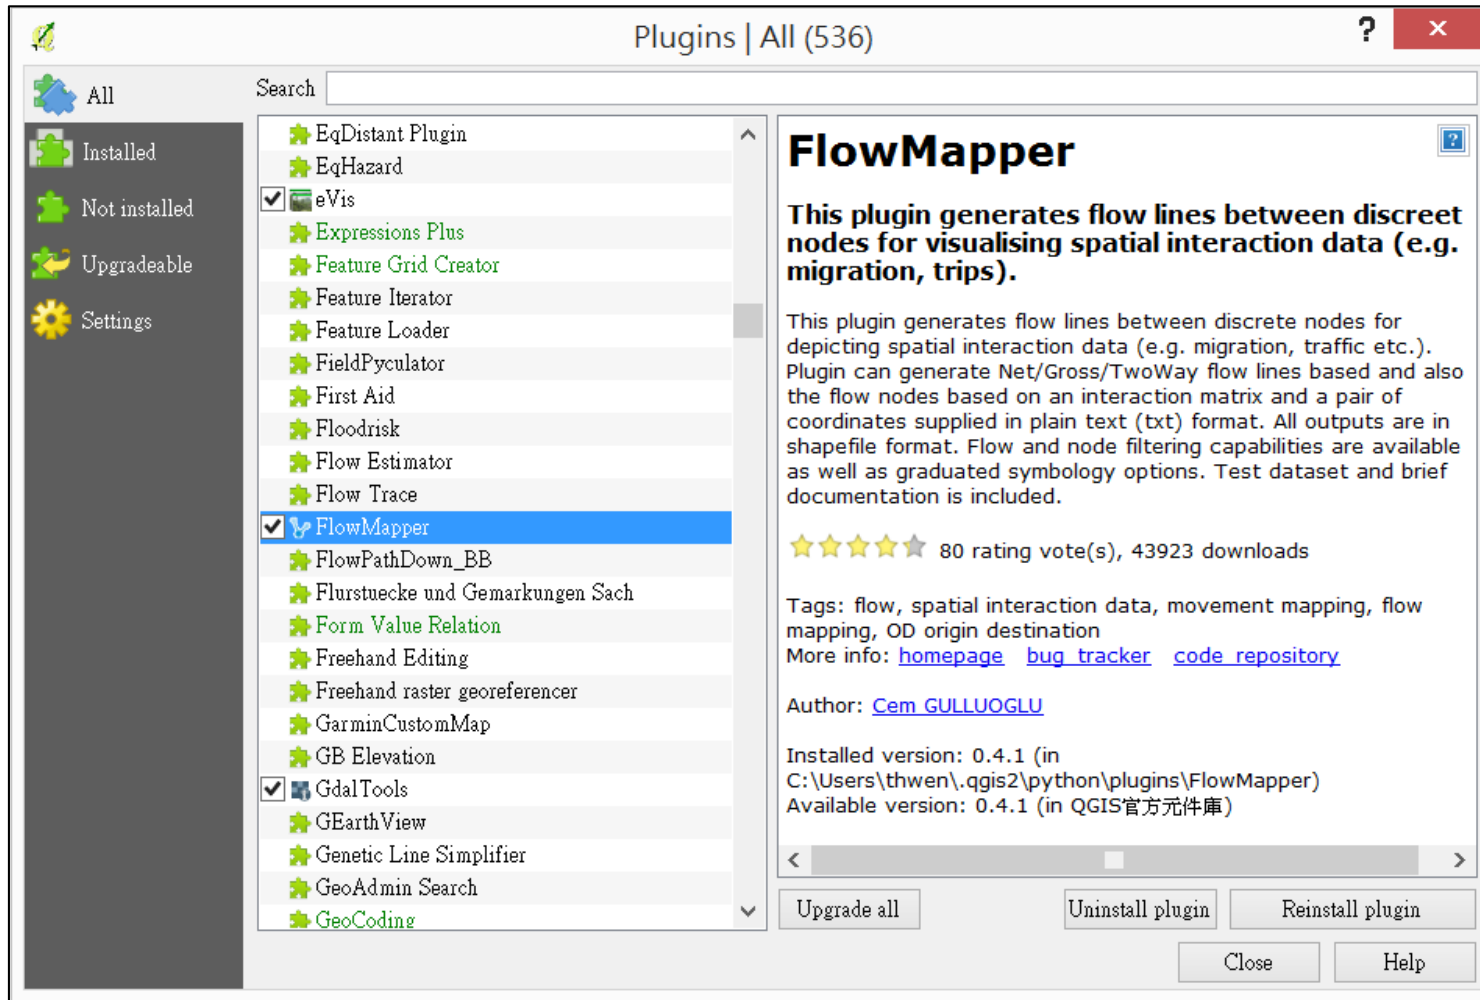 Plugins | All (536)
?
All
Installed
Not installed
Upgradeable
Settings
Search
EqDistant Plugin
EqHazard
eVis
Expressions Plus
Feature Grid Creator
Feature Iterator
Feature Loader
FieldPyculator
First Aid
Floodrisk
Flow Estimator
Flow Trace
FlowMapper
FlowPathDown_BB
Flurstuecke und Gemarkungen Sach
Form Value Relation
Freehand Editing
Freehand raster georeferencer
GarminCustomMap
GB Elevation
GdalTools
GEarthView
Genetic Line Simplifier
GeoAdmin Search
GeoCoding
FlowMapper
This plugin generates flow lines between discreet
nodes for visualising spatial interaction data (e.g.
migration, trips).
This plugin generates flow lines between discrete nodes for
depicting spatial interaction data (e.g. migration, traffic etc.).
Plugin can generate Net/Gross/TwoWay flow lines based and also
the flow nodes based on an interaction matrix and a pair of
coordinates supplied in plain text (txt) format. All outputs are in
shapefile format. Flow and node filtering capabilities are available
as well as graduated symbology options. Test dataset and brief
documentation is included.
80 rating vote(s), 43923 downloads
Tags: flow, spatial interaction data, movement mapping, flow
mapping, OD origin destination
More info: homepage bug tracker code repository
Author: Cem GULLUOGLU
Installed version: 0.4.1 (in
C:\Users\thwen\.qgis2\python\plugins\FlowMapper)
Available version: 0.4.1 (in QGIS官方元件庫)
Upgrade all
Uninstall plugin
Reinstall plugin
Close
Help